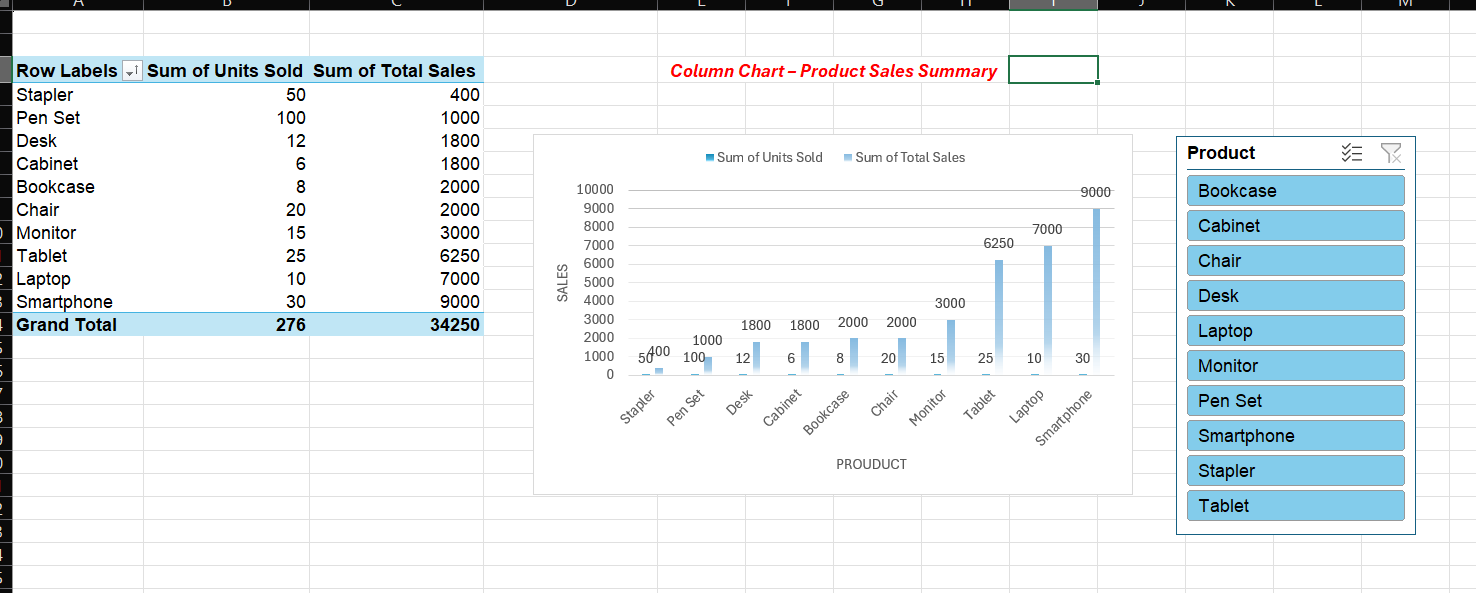 A B C D E F G H I J K L M
Row Labels Sum of Units Sold Sum of Total Sales
Stapler 50 400
Pen Set 100 1000
Desk 12 1800
Cabinet 6 1800
Bookcase 8 2000
Chair 20 2000
Monitor 15 3000
Tablet 25 6250
Laptop 10 7000
Smartphone 30 9000
Grand Total 276 34250
Column Chart – Product Sales Summary
Sum of Units Sold Sum of Total Sales
10000
9000
8000
7000
6000
5000
4000
3000
2000
1000
0
SALES
50 400 100 1000 12 1800 6 1800 8 2000 20 2000 15 3000 25 6250 10 7000 30 9000
Stapler Pen Set Desk Cabinet Bookcase Chair Monitor Tablet Laptop Smartphone
PROUDUCT
Product
Bookcase
Cabinet
Chair
Desk
Laptop
Monitor
Pen Set
Smartphone
Stapler
Tablet